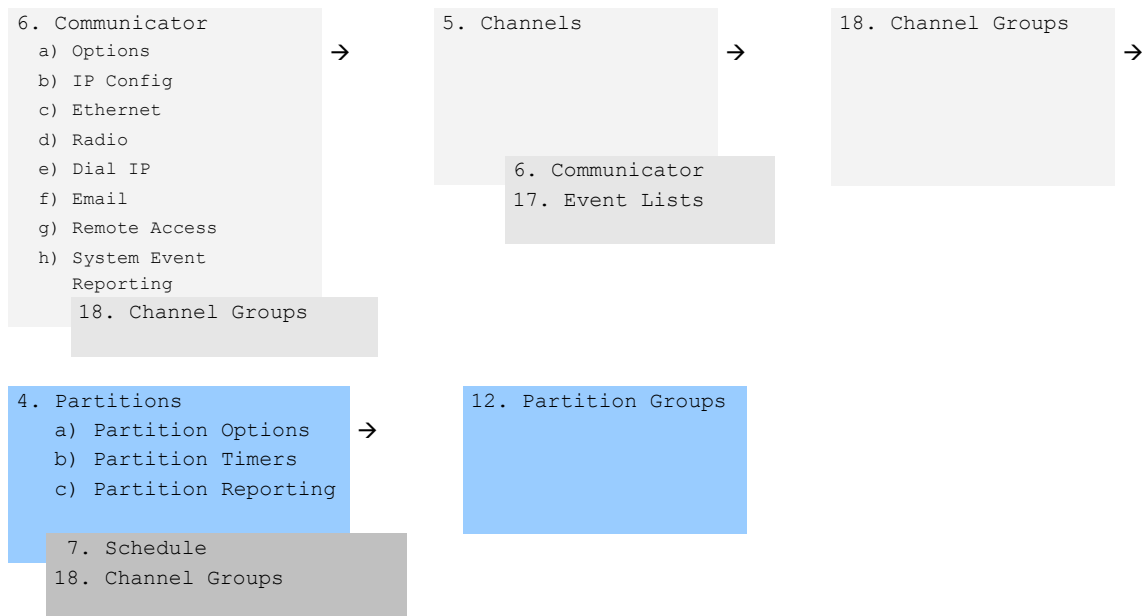 6. Communicator
a) Options
→
b) IP Config
c) Ethernet
d) Radio
e) Dial IP
f) Email
g) Remote Access
h) System Event
Reporting
18. Channel Groups
5. Channels
→
6. Communicator
17. Event Lists
18. Channel Groups
→
4. Partitions
a) Partition Options
→
b) Partition Timers
c) Partition Reporting
7. Schedule
18. Channel Groups
12. Partition Groups